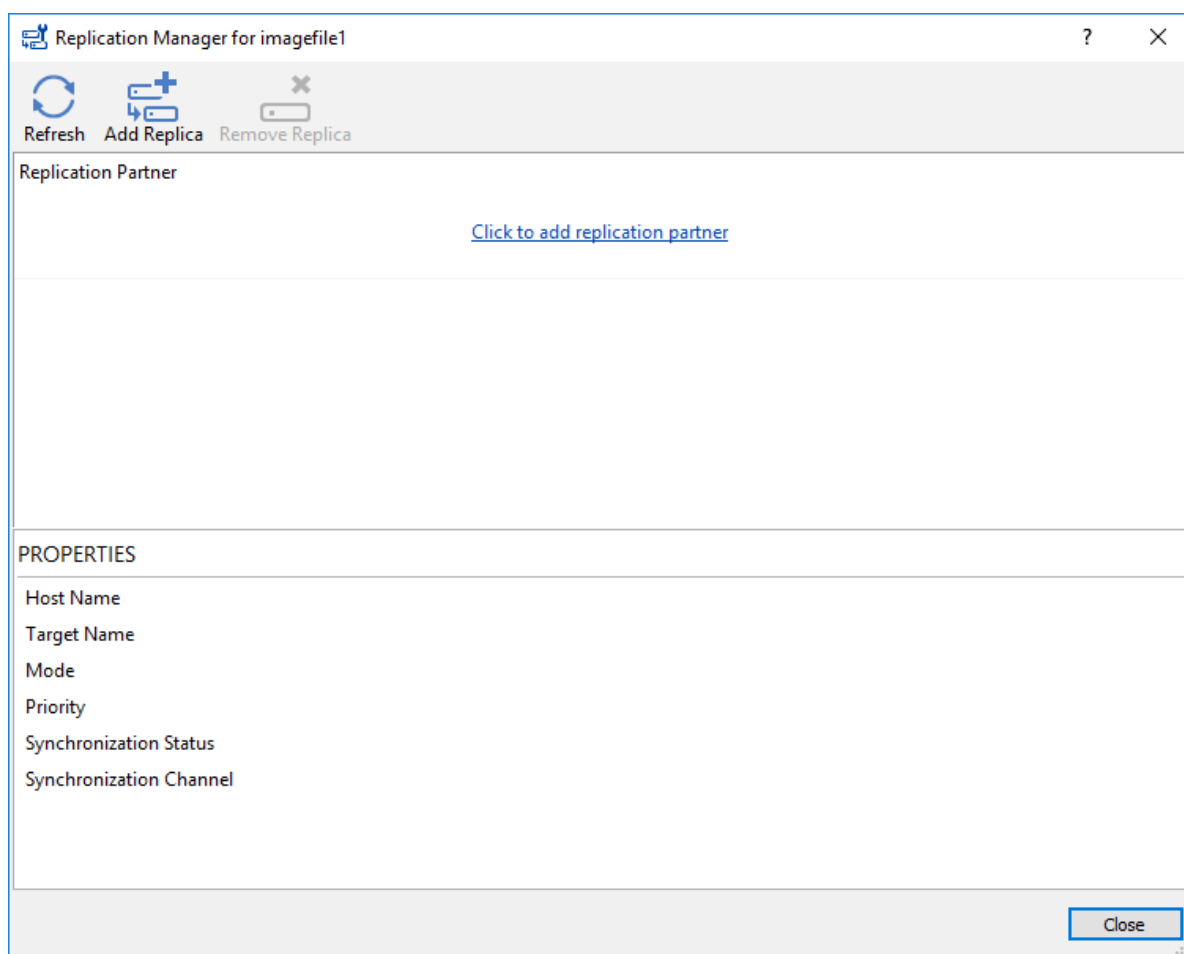 Replication Manager for imagefile1
?
Refresh Add Replica Remove Replica
Replication Partner
Click to add replication partner
PROPERTIES
Host Name
Target Name
Mode
Priority
Synchronization Status
Synchronization Channel
Close